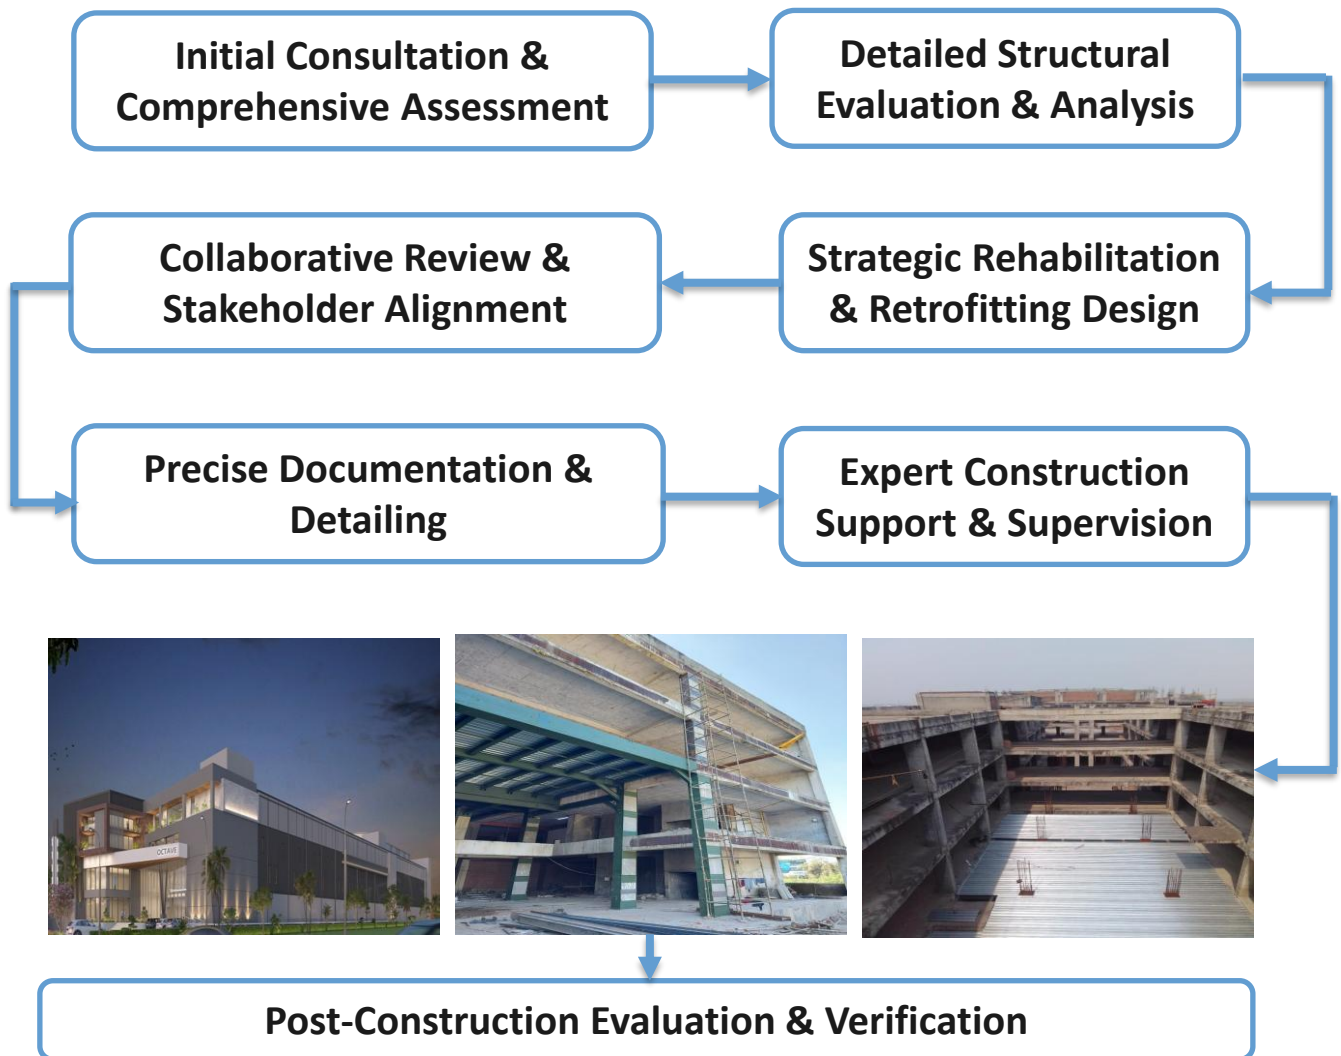 Initial Consultation &
Comprehensive Assessment
Detailed Structural
Evaluation & Analysis
Strategic Rehabilitation
& Retrofitting Design
Collaborative Review &
Stakeholder Alignment
Precise Documentation &
Detailing
Expert Construction
Support & Supervision
OCTAVE
Post-Construction Evaluation & Verification